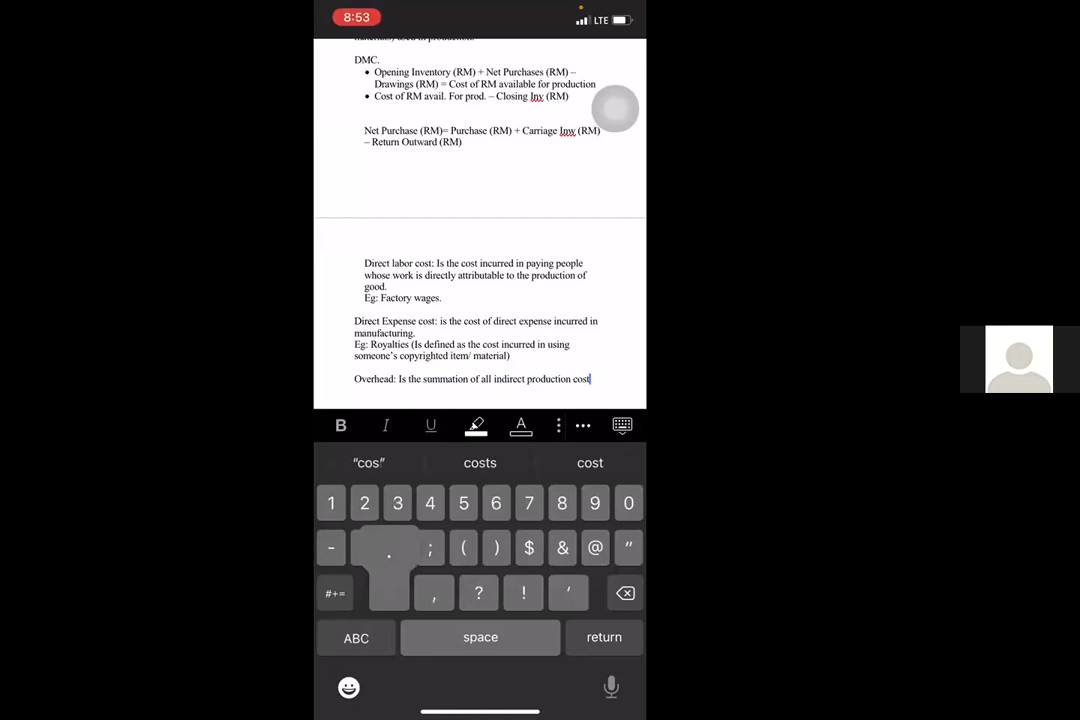 8:53
LTE
materials) used in production.
DMC.
• Opening Inventory (RM) + Net Purchases (RM) –
Drawings (RM) = Cost of RM available for production
• Cost of RM avail. For prod. – Closing Inv (RM)
Net Purchase (RM)= Purchase (RM) + Carriage Inw (RM)
– Return Outward (RM)
Direct labor cost: Is the cost incurred in paying people
whose work is directly attributable to the production of
good.
Eg: Factory wages.
Direct Expense cost: is the cost of direct expense incurred in
manufacturing.
Eg: Royalties (Is defined as the cost incurred in using
someone’s copyrighted item/ material)
Overhead: Is the summation of all indirect production cost
B I U A
“cos” costs cost
1 2 3 4 5 6 7 8 9 0
- . ; ( ) $ & @ "
#+= , ? ! ’
ABC space return